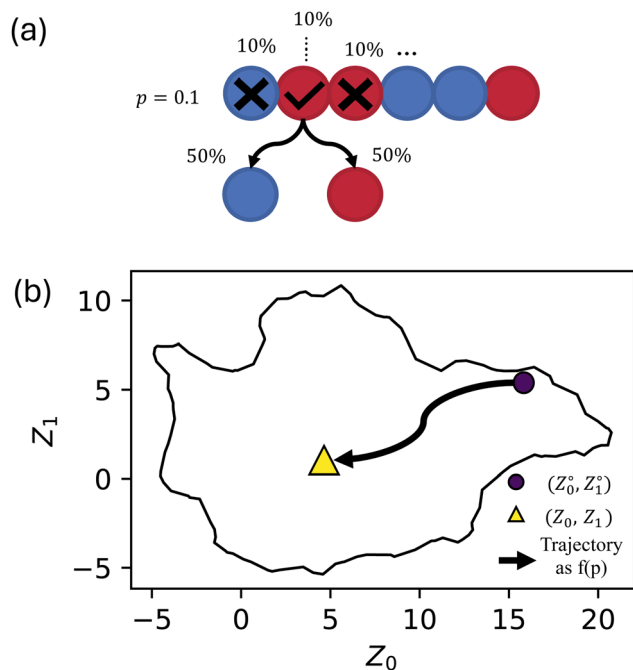 (a)
10%
10%
10%
...
p = 0.1
50%
50%
(b)
10
5
0
−5
Z₁
(Z₀°, Z₁°)
(Z₀, Z₁)
Trajectory
as f(p)
−5
0
5
10
15
20
Z₀